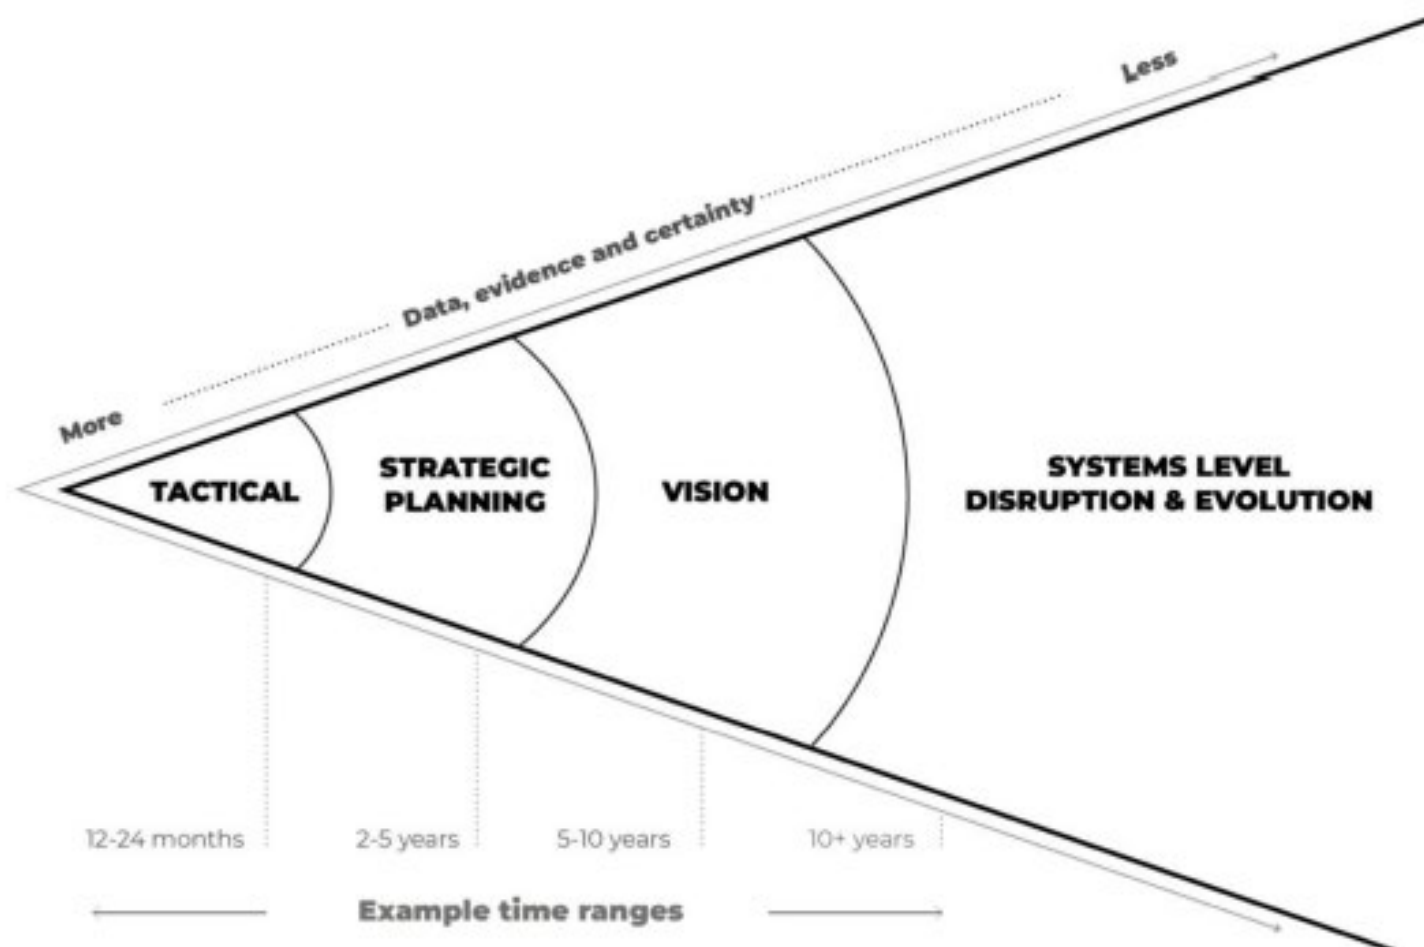 Less
Data, evidence and certainty
More
TACTICAL
STRATEGIC
PLANNING
VISION
SYSTEMS LEVEL
DISRUPTION & EVOLUTION
12-24 months
2-5 years
5-10 years
10+ years
Example time ranges